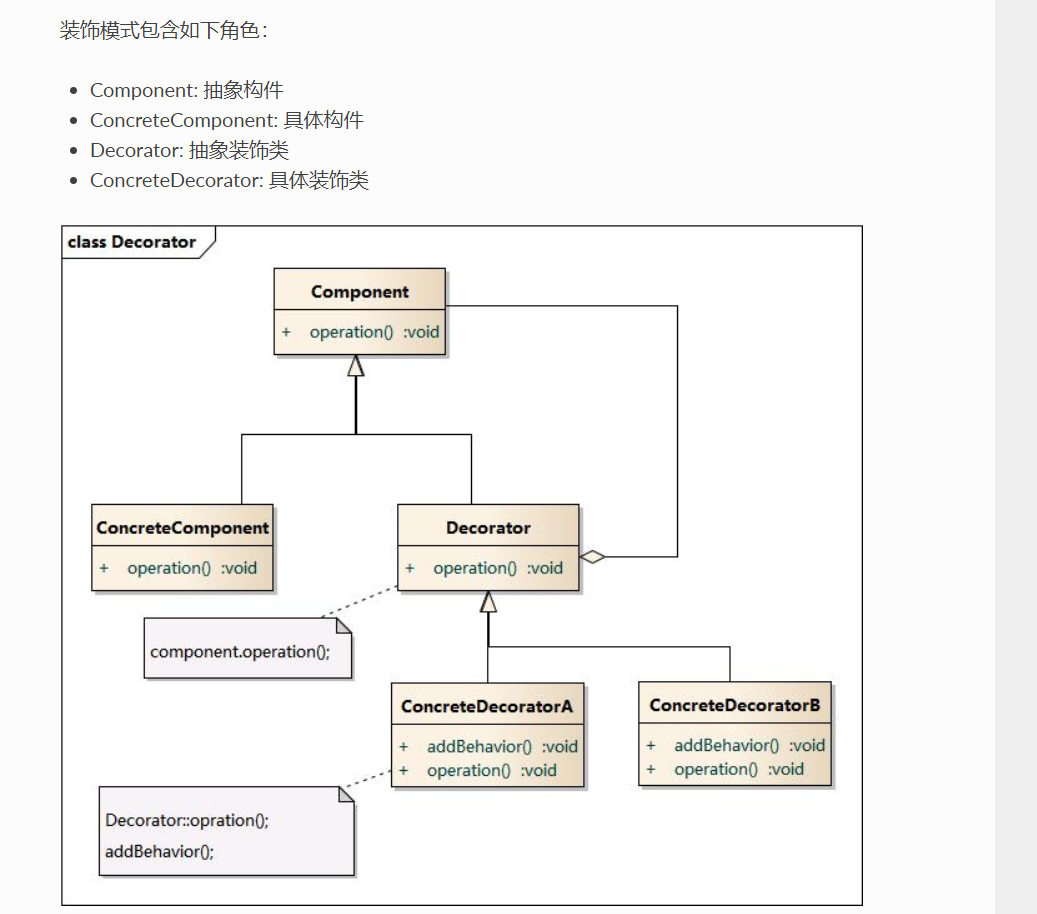 装饰模式包含如下角色：
Component: 抽象构件
ConcreteComponent: 具体构件
Decorator: 抽象装饰类
ConcreteDecorator: 具体装饰类
class Decorator
Component
+ operation() :void
ConcreteComponent
+ operation() :void
Decorator
+ operation() :void
component.operation();
ConcreteDecoratorA
+ addBehavior() :void
+ operation() :void
ConcreteDecoratorB
+ addBehavior() :void
+ operation() :void
Decorator::opration();
addBehavior();